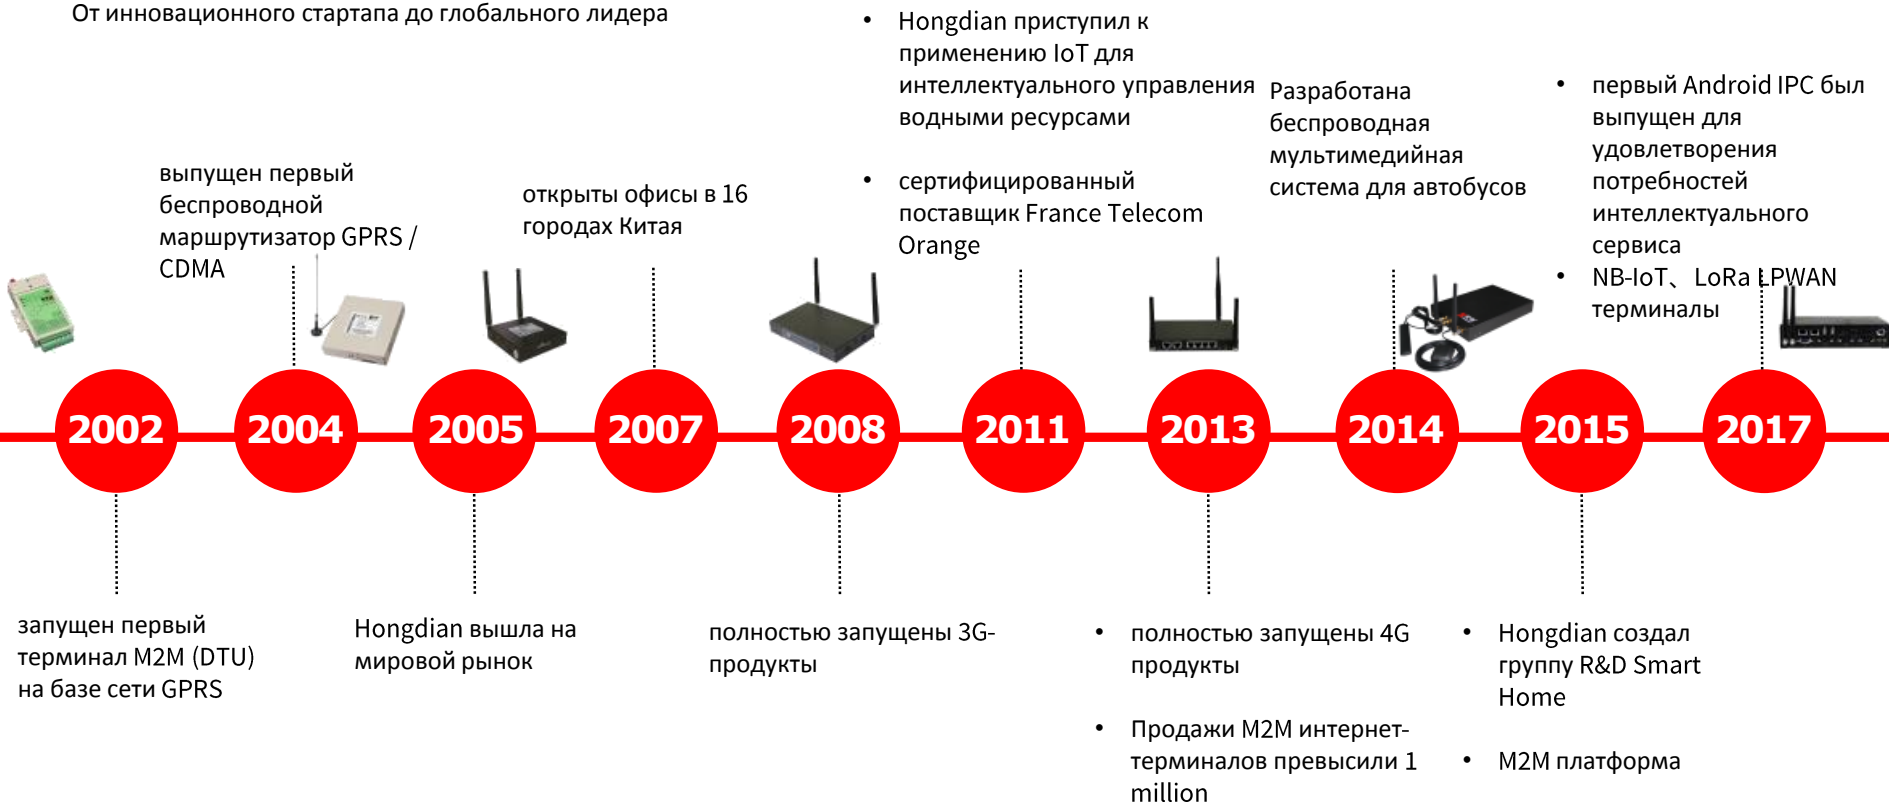 От инновационного стартапа до глобального лидера
• Hongdian приступил к
применению IoT для
интеллектуального управления
водными ресурсами
• сертифицированный
поставщик France Telecom
Orange
Разработана
беспроводная
мультимедийная
система для автобусов
• первый Android IPC был
выпущен для
удовлетворения
потребностей
интеллектуального
сервиса
• NB-IoT、LoRa LPWAN
терминалы
выпущен первый
беспроводной
маршрутизатор GPRS /
CDMA
открыты офисы в 16
городах Китая
2002
2004
2005
2007
2008
2011
2013
2014
2015
2017
запущен первый
терминал M2M (DTU)
на базе сети GPRS
Hongdian вышла на
мировой рынок
полностью запущены 3G-
продукты
• полностью запущены 4G
продукты
• Продажи M2M интернет-
терминалов превысили 1
million
• Hongdian создал
группу R&D Smart
Home
• M2M платформа